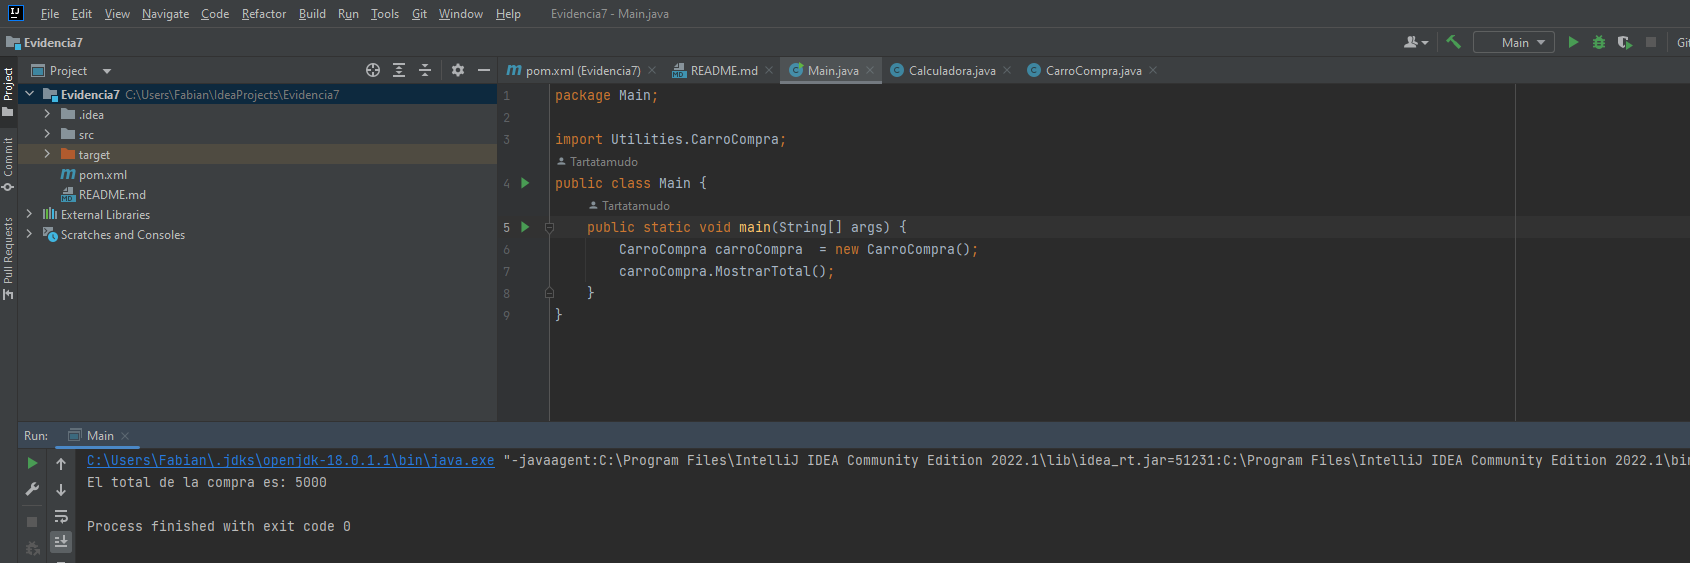 IJ File Edit View Navigate Code Refactor Build Run Tools Git Window Help Evidencia7 - Main.java
Evidencia7 Main Git
Project
Commit
Pull Requests
Project
Evidencia7 C:\Users\Fabian\IdeaProjects\Evidencia7
.idea
src
target
m pom.xml
MD README.md
External Libraries
Scratches and Consoles
m pom.xml (Evidencia7) MD README.md C Main.java C Calculadora.java C CarroCompra.java
1 package Main;
2
3 import Utilities.CarroCompra;
Tartatamudo
4 public class Main {
Tartatamudo
5 public static void main(String[] args) {
6 CarroCompra carroCompra  = new CarroCompra();
7 carroCompra.MostrarTotal();
8 }
9 }
Run: Main
C:\Users\Fabian\.jdks\openjdk-18.0.1.1\bin\java.exe "-javaagent:C:\Program Files\IntelliJ IDEA Community Edition 2022.1\lib\idea_rt.jar=51231:C:\Program Files\IntelliJ IDEA Community Edition 2022.1\bin
El total de la compra es: 5000
Process finished with exit code 0